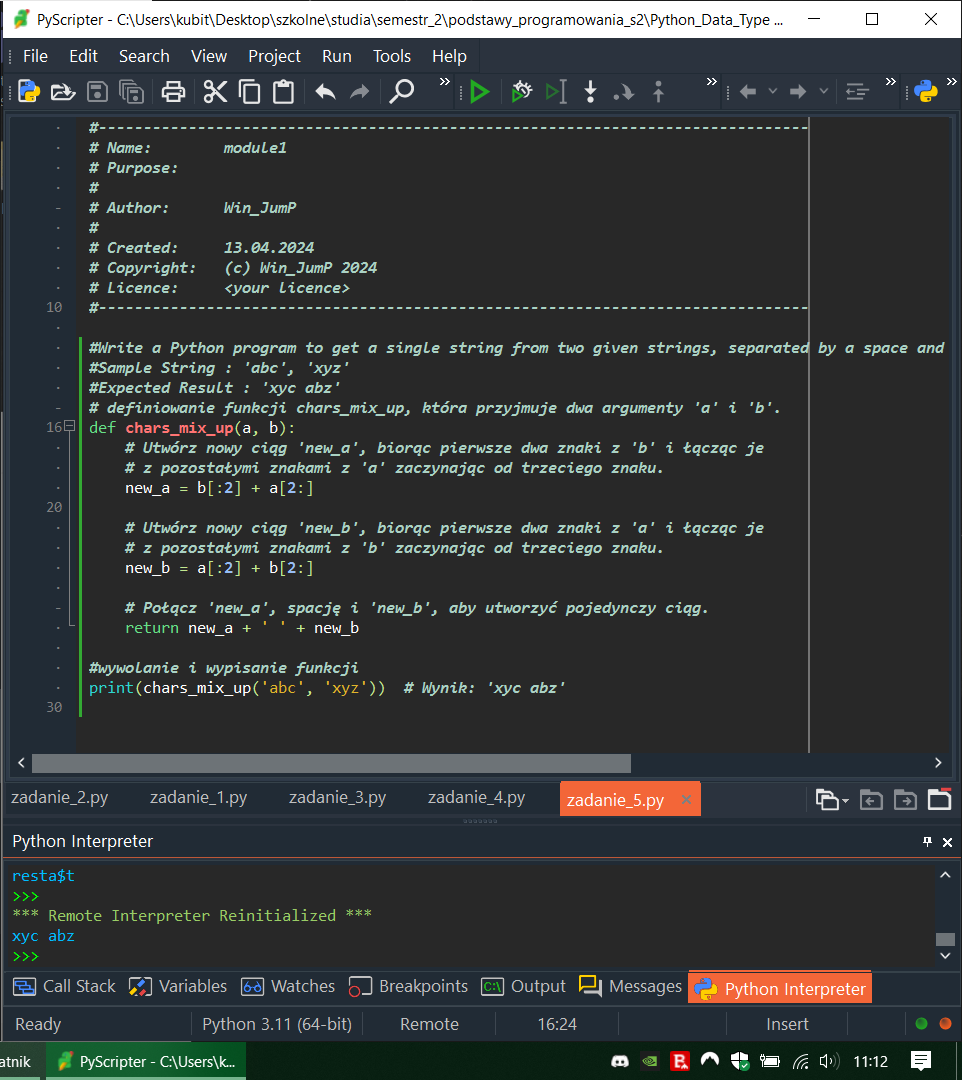 PyScripter - C:\Users\kubit\Desktop\szkolne\studia\semestr_2\podstawy_programowania_s2\Python_Data_Type ...
File Edit Search View Project Run Tools Help
#------------------------------------------------------------------------------
# Name:        module1
# Purpose:
#
# Author:      Win_JumP
#
# Created:     13.04.2024
# Copyright:   (c) Win_JumP 2024
# Licence:     <your licence>
10 #------------------------------------------------------------------------------
#Write a Python program to get a single string from two given strings, separated by a space and
#Sample String : 'abc', 'xyz'
#Expected Result : 'xyc abz'
# definiowanie funkcji chars_mix_up, która przyjmuje dwa argumenty 'a' i 'b'.
16 def chars_mix_up(a, b):
# Utwórz nowy ciąg 'new_a', biorąc pierwsze dwa znaki z 'b' i łącząc je
# z pozostałymi znakami z 'a' zaczynając od trzeciego znaku.
new_a = b[:2] + a[2:]
20
# Utwórz nowy ciąg 'new_b', biorąc pierwsze dwa znaki z 'a' i łącząc je
# z pozostałymi znakami z 'b' zaczynając od trzeciego znaku.
new_b = a[:2] + b[2:]
# Połącz 'new_a', spację i 'new_b', aby utworzyć pojedynczy ciąg.
return new_a + ' ' + new_b
#wywolanie i wypisanie funkcji
print(chars_mix_up('abc', 'xyz'))  # Wynik: 'xyc abz'
30
zadanie_2.py zadanie_1.py zadanie_3.py zadanie_4.py zadanie_5.py
Python Interpreter
resta$t
>>>
*** Remote Interpreter Reinitialized ***
xyc abz
>>>
Call Stack Variables Watches Breakpoints Output Messages Python Interpreter
Ready Python 3.11 (64-bit) Remote 16:24 Insert
atnik PyScripter - C:\Users\k... 11:12